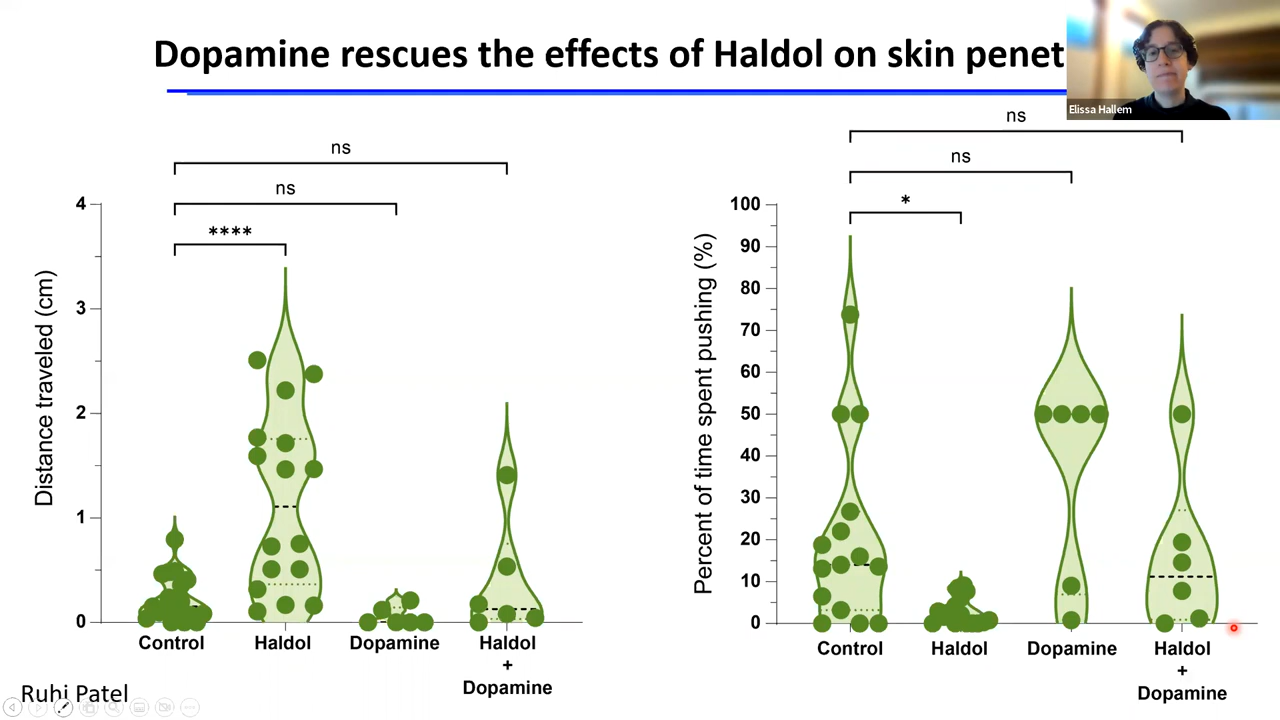 Dopamine rescues the effects of Haldol on skin penet
Elissa Hallem
ns
ns
****
4
3
2
1
0
Distance traveled (cm)
Control
Haldol
Dopamine
Haldol
+
Dopamine
ns
ns
*
100
90
80
70
60
50
40
30
20
10
0
Percent of time spent pushing (%)
Control
Haldol
Dopamine
Haldol
+
Dopamine
Ruhi Patel